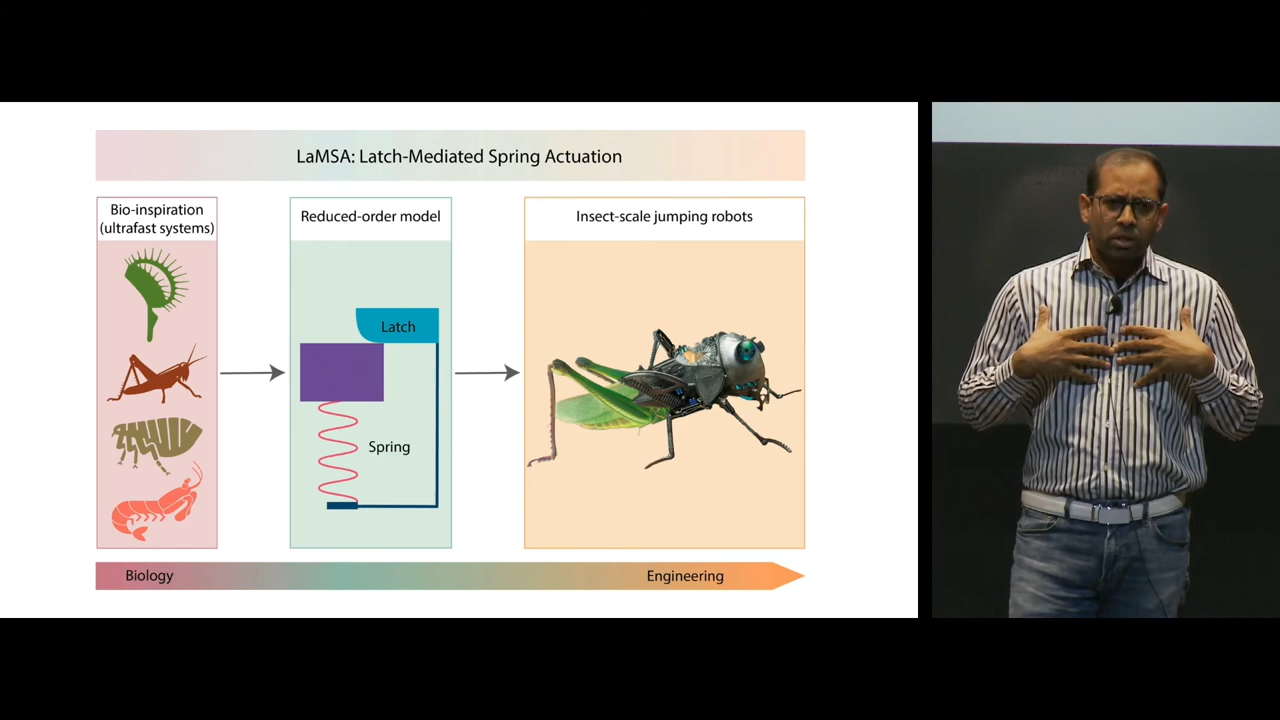 LaMSA: Latch-Mediated Spring Actuation
Bio-inspiration
(ultrafast systems)
Reduced-order model
Latch
Spring
Insect-scale jumping robots
Biology
Engineering